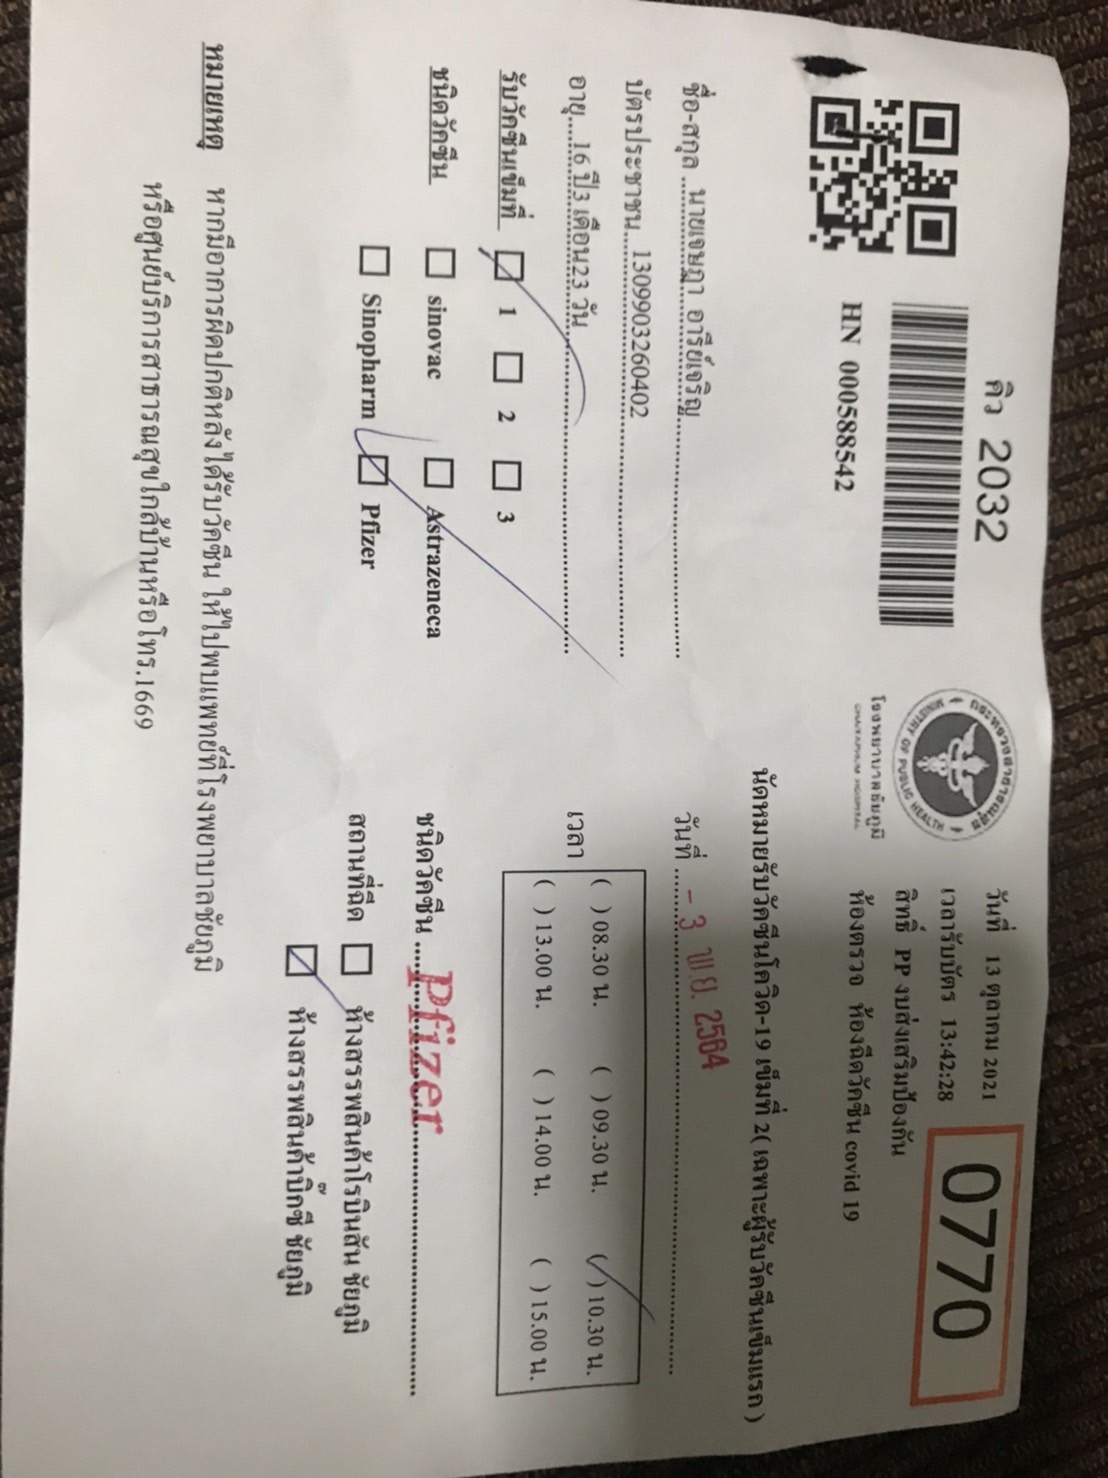 คิว 2032
HN 000588542
กระทรวงสาธารณสุข
MINISTRY OF PUBLIC HEALTH
โรงพยาบาลชัยภูมิ
CHAIYAPHUM HOSPITAL
วันที่ 13 ตุลาคม 2021
0770
เวลารับบัตร 13:42:28
สิทธิ์ PP งบส่งเสริมป้องกัน
ห้องตรวจ ห้องฉีดวัคซีน covid 19
นัดหมายรับวัคซีนโควิด-19 เข็มที่ 2( เฉพาะผู้รับวัคซีนเข็มแรก )
ชื่อ-สกุล นายเจษฎา อารีย์เจริญ
บัตรประชาชน 1309903260402
อายุ 16 ปี3 เดือน23 วัน
รับวัคซีนเข็มที่ 1 2 3
ชนิดวัคซีน sinovac Astrazeneca
Sinopharm Pfizer
วันที่ - 3 พ.ย. 2564
เวลา
( ) 08.30 น. ( ) 09.30 น. (/) 10.30 น.
( ) 13.00 น. ( ) 14.00 น. ( ) 15.00 น.
ชนิดวัคซีน Pfizer
สถานที่ฉีด ห้างสรรพสินค้าโรบินสัน ชัยภูมิ
ห้างสรรพสินค้าบิ๊กซี ชัยภูมิ
หมายเหตุ หากมีอาการผิดปกติหลังได้รับวัคซีน ให้ไปพบแพทย์ที่โรงพยาบาลชัยภูมิ
หรือศูนย์บริการสาธารณสุขใกล้บ้านหรือโทร.1669